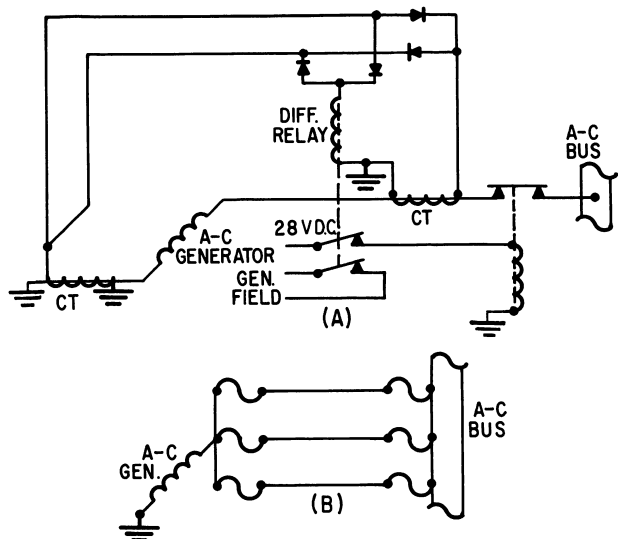 DIFF.
RELAY
A-C
BUS
CT
28 V D.C.
A-C
GENERATOR
GEN.
FIELD
CT
(A)
A-C
GEN.
A-C
BUS
(B)